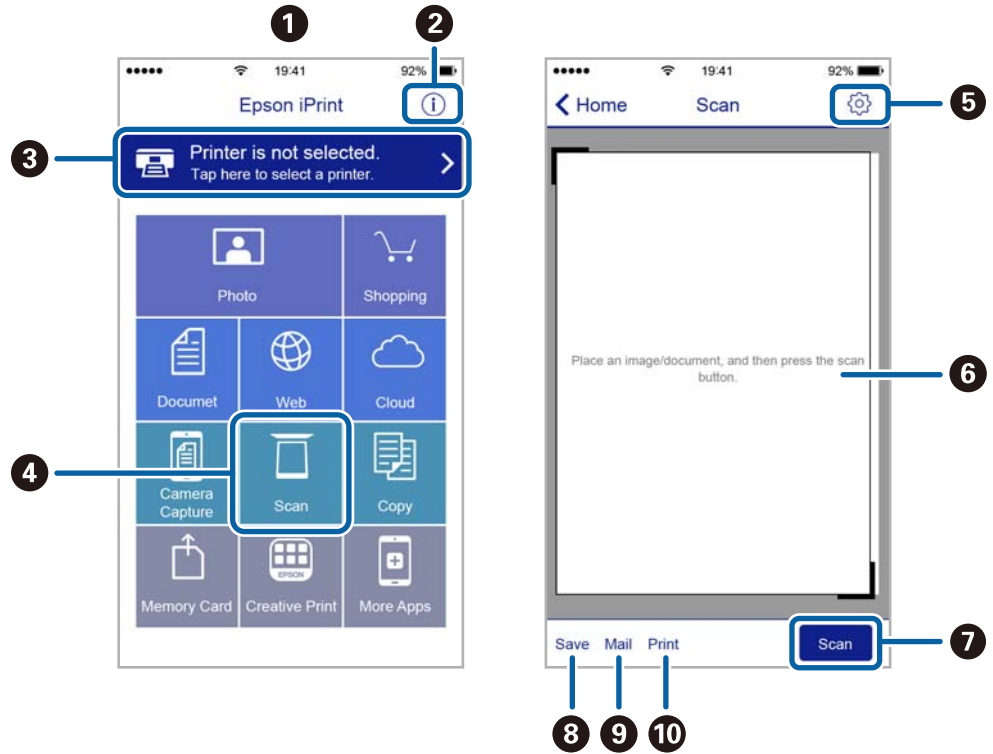 1
2
19:41
92%
Epson iPrint
3
Printer is not selected.
Tap here to select a printer.
Photo
Shopping
Documet
Web
Cloud
4
Camera
Capture
Scan
Copy
EPSON
Memory Card
Creative Print
More Apps
19:41
92%
Home
Scan
5
Place an image/document, and then press the scan
button.
6
Save
Mail
Print
Scan
7
8
9
10